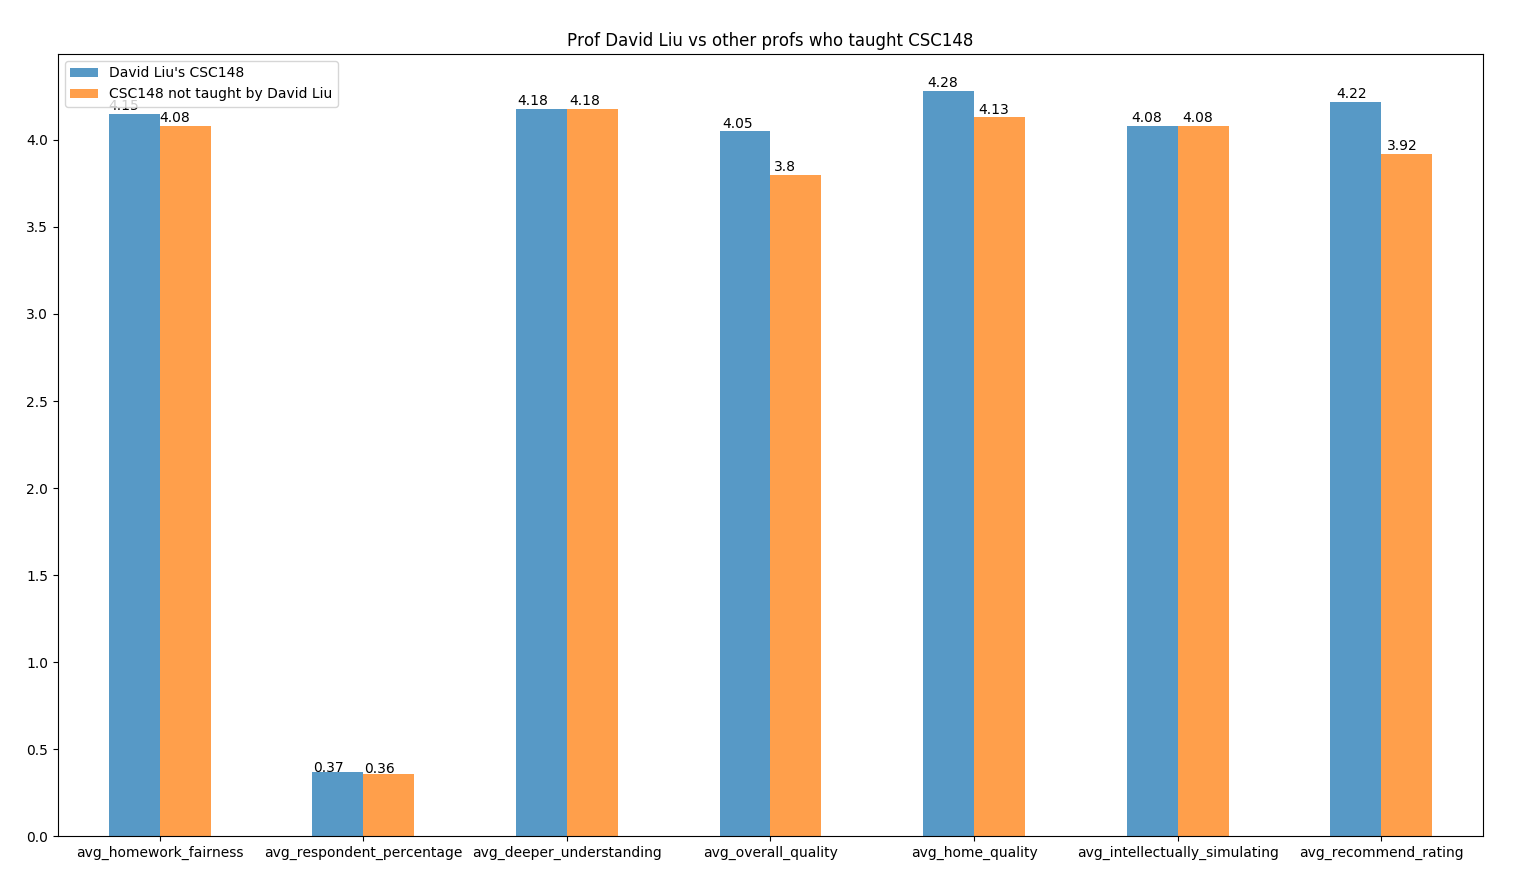 Prof David Liu vs other profs who taught CSC148
David Liu's CSC148
CSC148 not taught by David Liu
4.15
4.08
0.37
0.36
4.18
4.18
4.05
3.8
4.28
4.13
4.08
4.08
4.22
3.92
4.0
3.5
3.0
2.5
2.0
1.5
1.0
0.5
0.0
avg_homework_fairness
avg_respondent_percentage
avg_deeper_understanding
avg_overall_quality
avg_home_quality
avg_intellectually_simulating
avg_recommend_rating